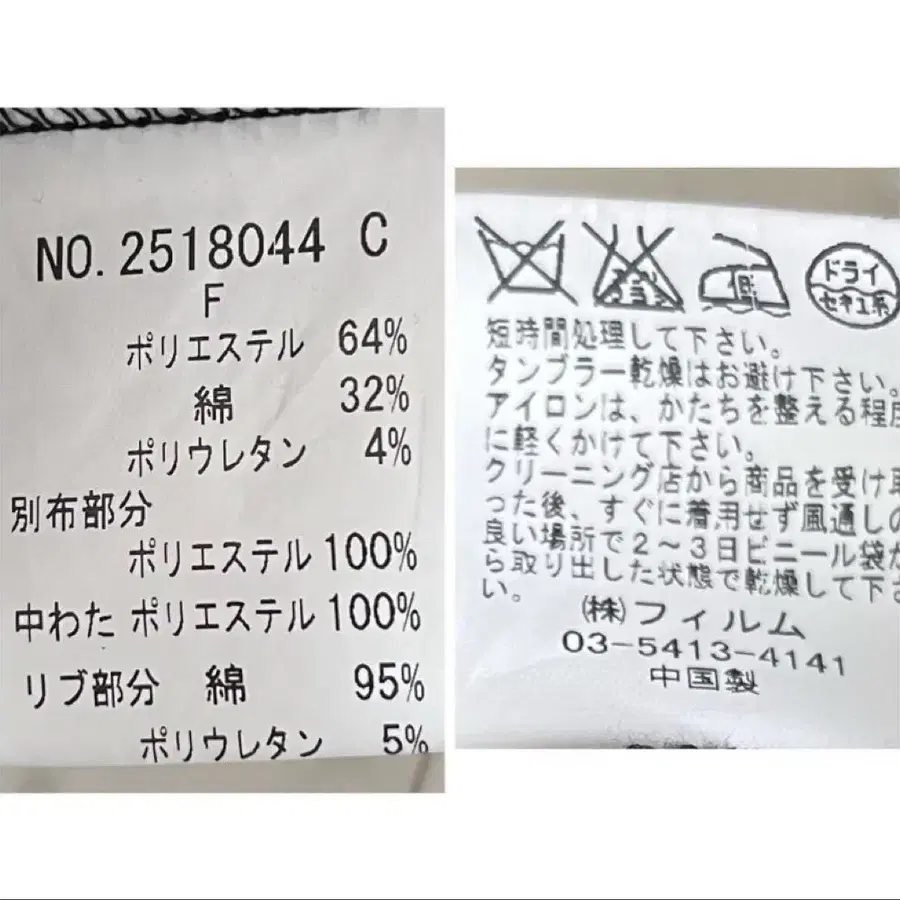 NO.2518044 C
F
ポリエステル 64%
綿 32%
ポリウレタン 4%
別布部分
ポリエステル 100%
中わた ポリエステル 100%
リブ部分 綿 95%
ポリウレタン 5%
低
ドライ
セキユ系
短時間処理して下さい。
タンブラー乾燥はお避け下さい。
アイロンは、かたちを整える程度
に軽くかけて下さい。
クリーニング店から商品を受け取
った後、すぐに着用せず風通しの
良い場所で2〜3日ビニール袋か
ら取り出した状態で乾燥して下さ
い。
(株)フィルム
03-5413-4141
中国製